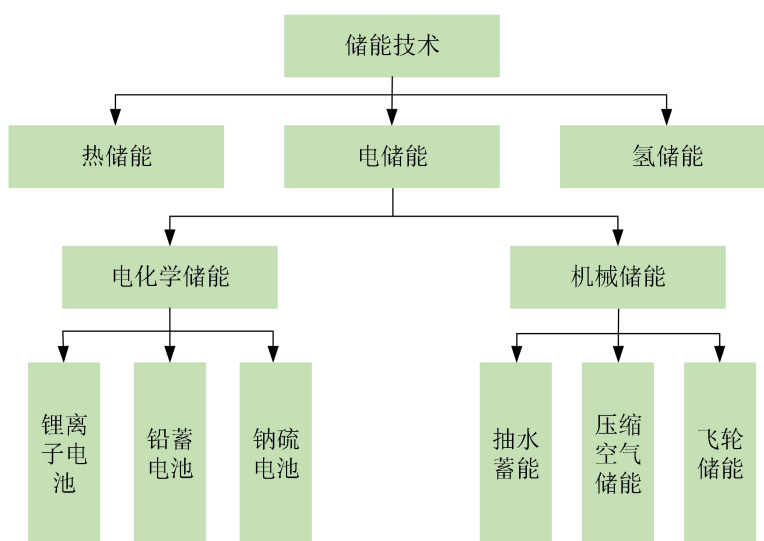 储能技术
热储能
电储能
氢储能
电化学储能
机械储能
锂离
子电
池
铅蓄
电池
钠硫
电池
抽水
蓄能
压缩
空气
储能
飞轮
储能